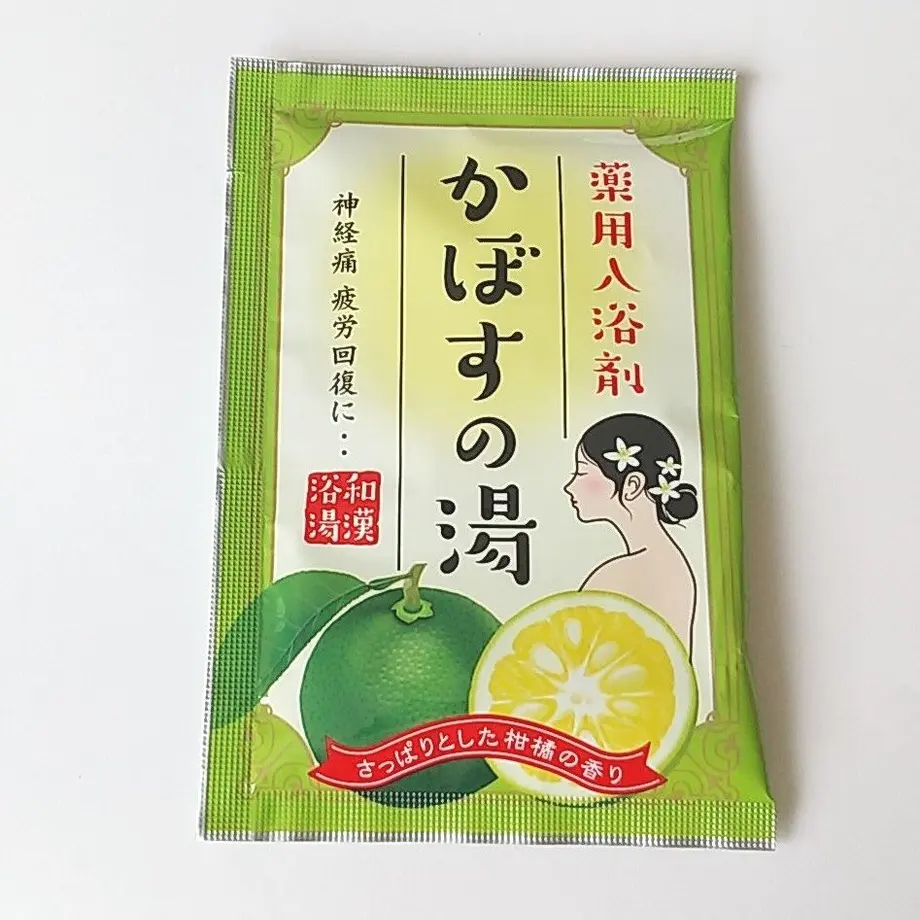 薬用入浴剤
かぼすの湯
神経痛 疲労回復に・・
和漢
浴湯
さっぱりとした柑橘の香り